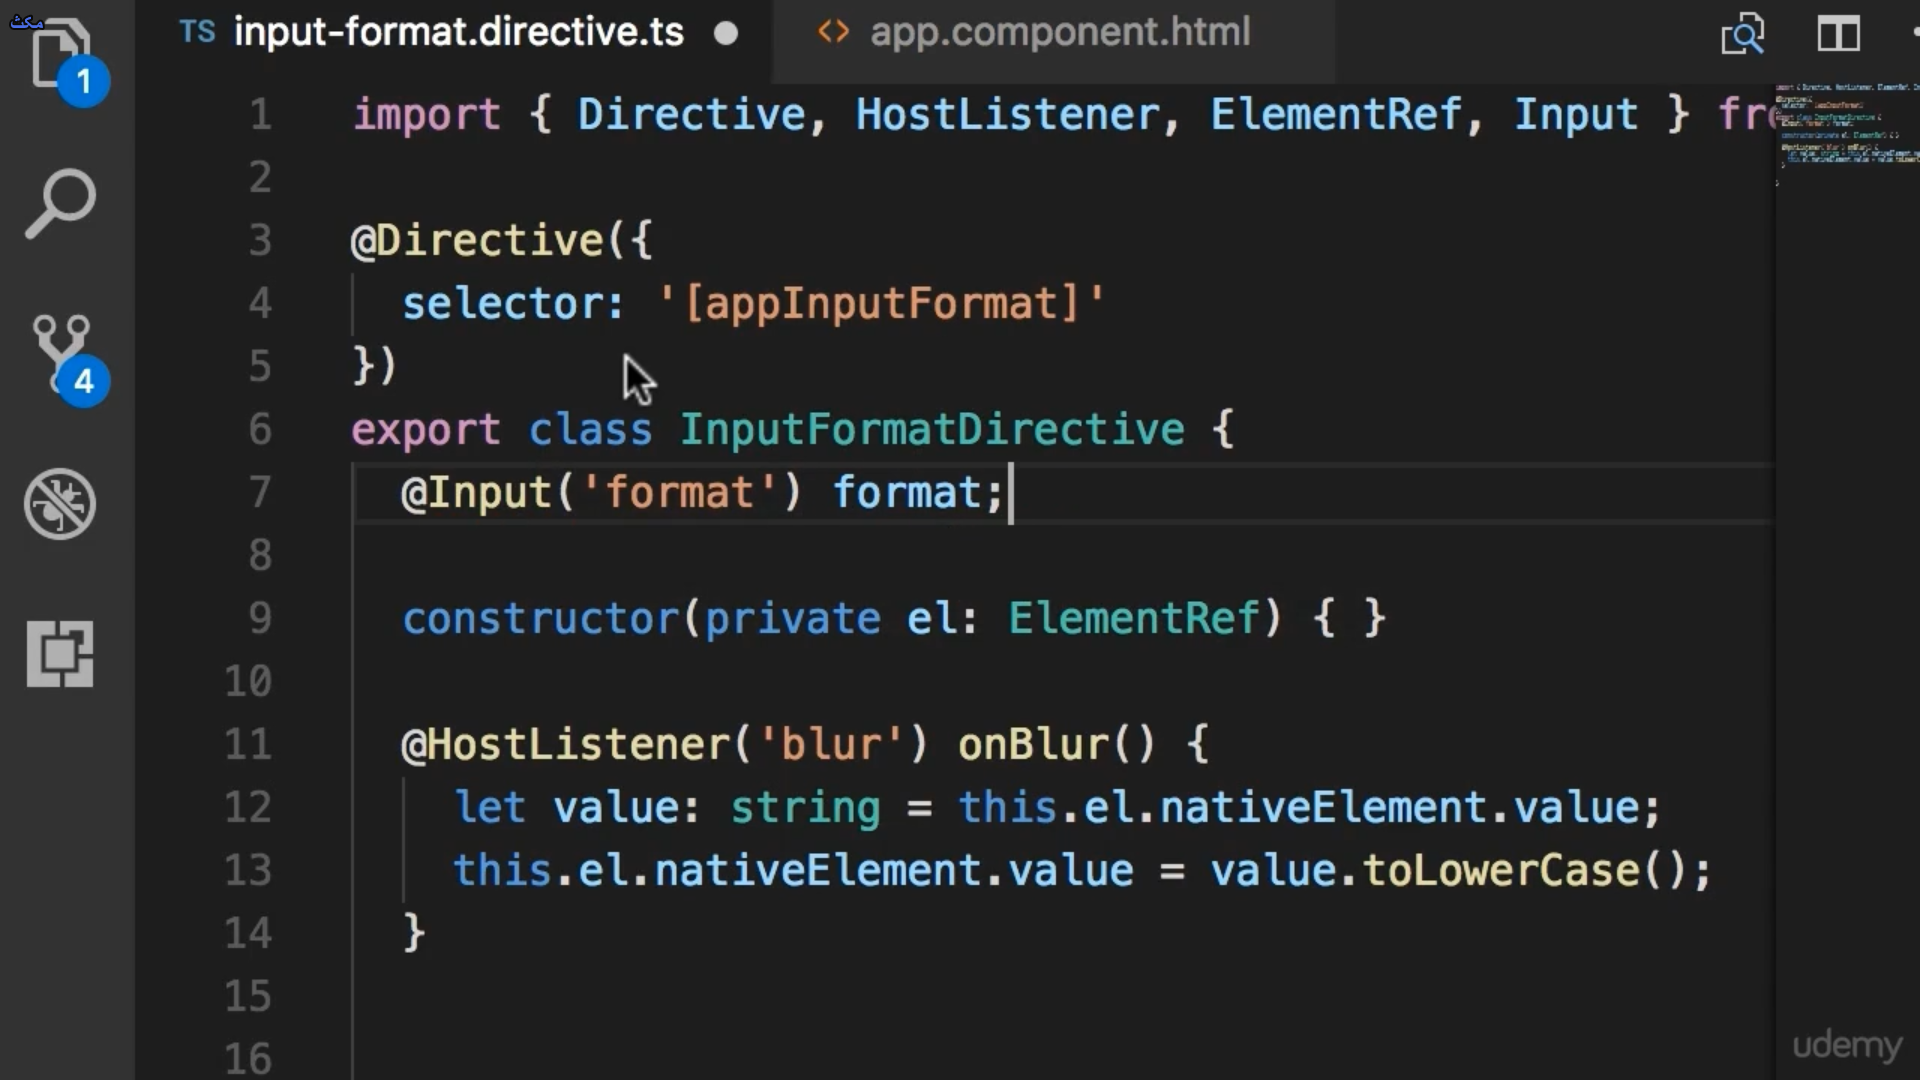 مكث
1
4
TS input-format.directive.ts
<> app.component.html
1 import { Directive, HostListener, ElementRef, Input } fr
2
3 @Directive({
4 selector: '[appInputFormat]'
5 })
6 export class InputFormatDirective {
7 @Input('format') format;
8
9 constructor(private el: ElementRef) { }
10
11 @HostListener('blur') onBlur() {
12 let value: string = this.el.nativeElement.value;
13 this.el.nativeElement.value = value.toLowerCase();
14 }
15
16
udemy